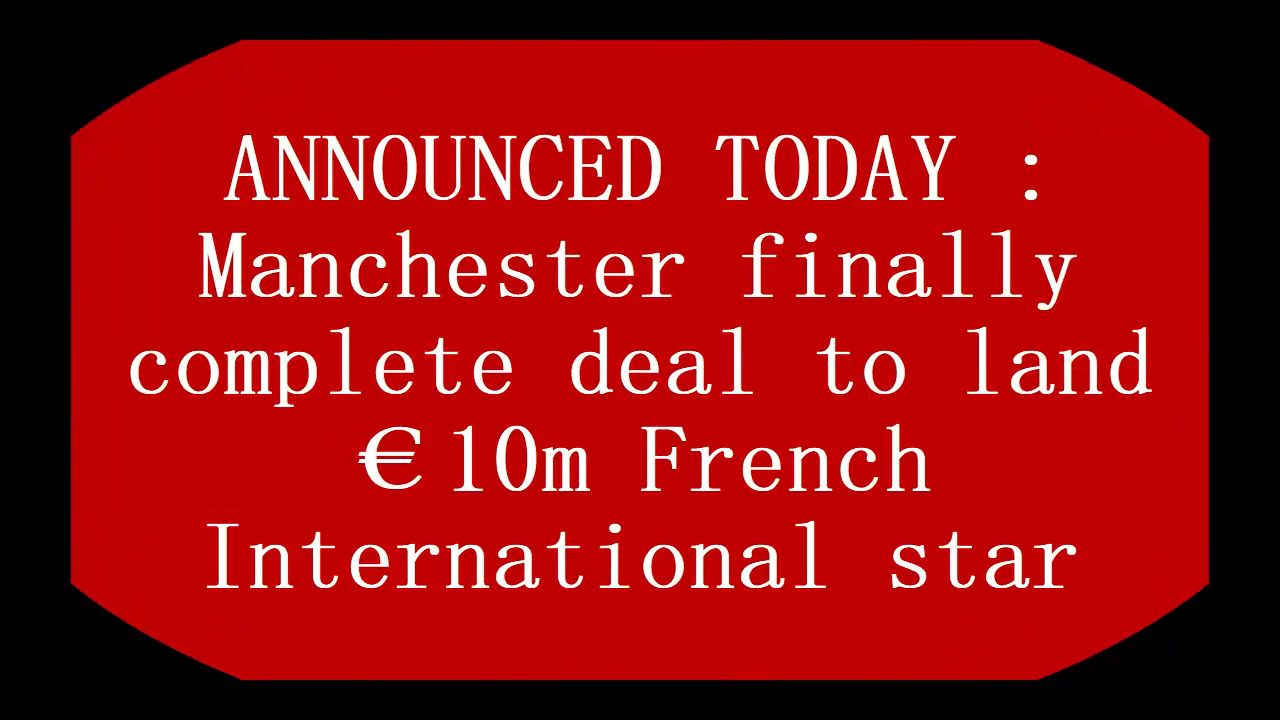 ANNOUNCED TODAY :
Manchester finally
complete deal to land
€10m French
International star